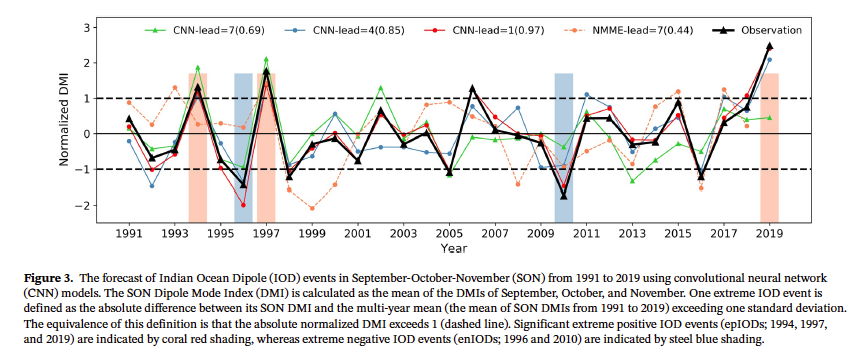 CNN-lead=7(0.69) CNN-lead=4(0.85) CNN-lead=1(0.97) NMME-lead=7(0.44) Observation
3
2
1
0
−1
−2
Normalized DMI
1991 1993 1995 1997 1999 2001 2003 2005 2007 2009 2011 2013 2015 2017 2019
Year
Figure 3. The forecast of Indian Ocean Dipole (IOD) events in September-October-November (SON) from 1991 to 2019 using convolutional neural network
(CNN) models. The SON Dipole Mode Index (DMI) is calculated as the mean of the DMIs of September, October, and November. One extreme IOD event is
defined as the absolute difference between its SON DMI and the multi-year mean (the mean of SON DMIs from 1991 to 2019) exceeding one standard deviation.
The equivalence of this definition is that the absolute normalized DMI exceeds 1 (dashed line). Significant extreme positive IOD events (epIODs; 1994, 1997,
and 2019) are indicated by coral red shading, whereas extreme negative IOD events (enIODs; 1996 and 2010) are indicated by steel blue shading.